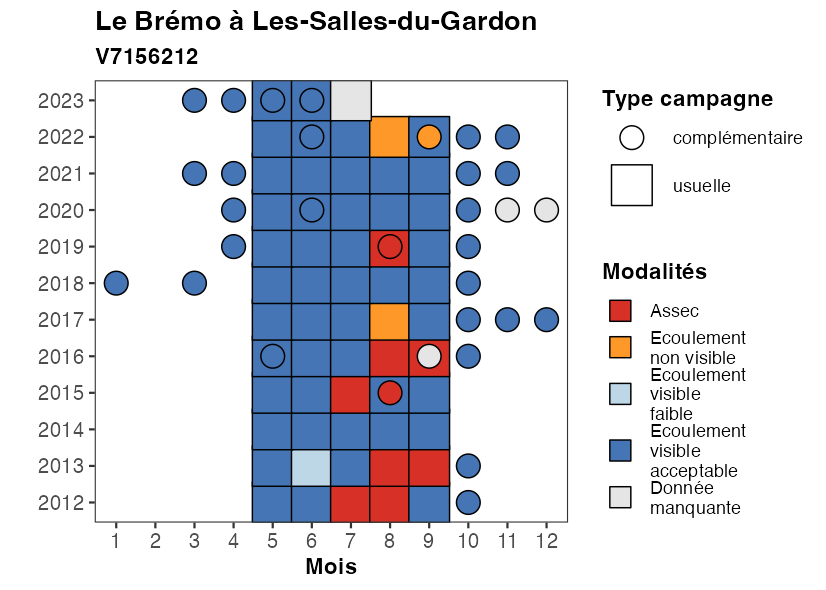 Le Brémo à Les-Salles-du-Gardon
V7156212
2023
2022
2021
2020
2019
2018
2017
2016
2015
2014
2013
2012
1 2 3 4 5 6 7 8 9 10 11 12
Mois
Type campagne
complémentaire
usuelle
Modalités
Assec
Ecoulement
non visible
Ecoulement
visible
faible
Ecoulement
visible
acceptable
Donnée
manquante